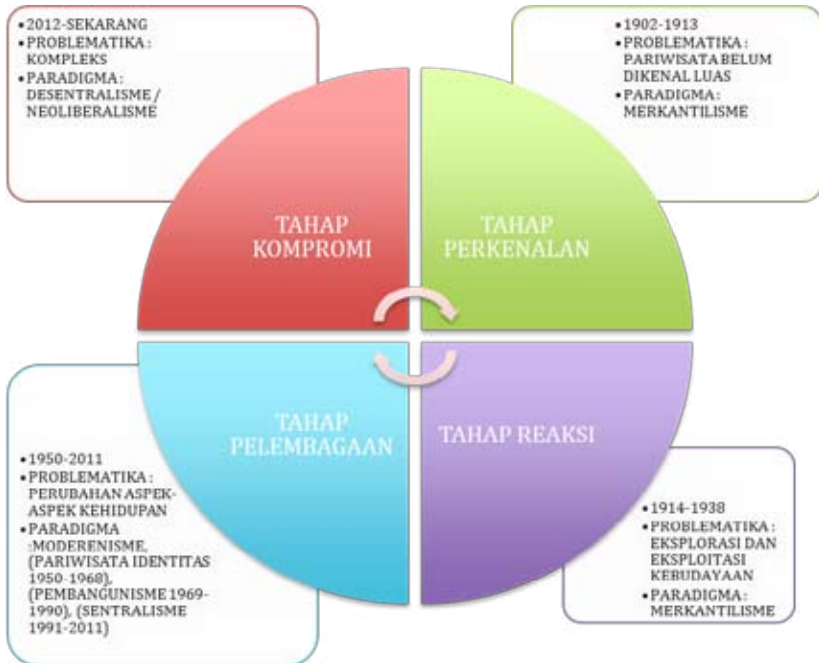 •2012-SEKARANG
•PROBLEMATIKA :
KOMPLEKS
•PARADIGMA :
DESENTRALISME /
NEOLIBERALISME
•1902-1913
•PROBLEMATIKA :
PARIWISATA BELUM
DIKENAL LUAS
•PARADIGMA:
MERKANTILISME
TAHAP
KOMPROMI
TAHAP
PERKENALAN
TAHAP
PELEMBAGAAN
TAHAP REAKSI
•1950-2011
•PROBLEMATIKA :
PERUBAHAN ASPEK-
ASPEK KEHIDUPAN
•PARADIGMA
:MODERENISME,
(PARIWISATA IDENTITAS
1950-1968),
(PEMBANGUNISME 1969-
1990), (SENTRALISME
1991-2011)
•1914-1938
•PROBLEMATIKA :
EKSPLORASI DAN
EKSPLOITASI
KEBUDAYAAN
•PARADIGMA:
MERKANTILISME